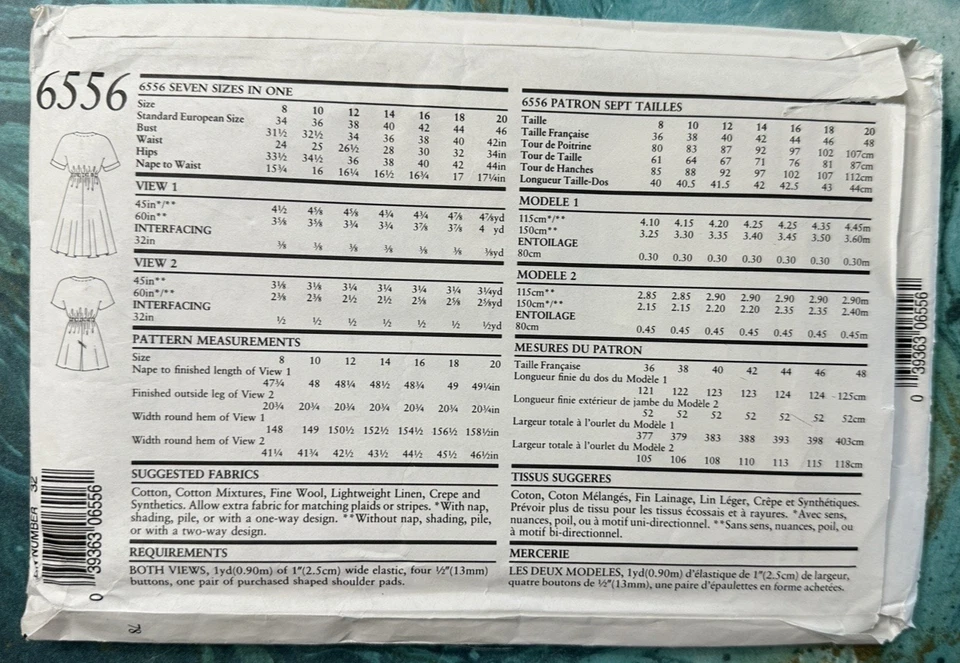 6556
6556 SEVEN SIZES IN ONE
Size 8 10 12 14 16 18 20
Standard European Size 34 36 38 40 42 44 46
Bust 31½ 32½ 34 36 38 40 42in
Waist 24 25 26½ 28 30 32 34in
Hips 33½ 34½ 36 38 40 42 44in
Nape to Waist 15¾ 16 16¼ 16½ 16¾ 17 17¼in
VIEW 1
45in*/** 4½ 4⅝ 4⅝ 4¾ 4¾ 4⅞ 4⅞yd
60in** 3⅝ 3⅝ 3¾ 3¾ 3⅞ 3⅞ 4 yd
INTERFACING
32in ⅜ ⅜ ⅜ ⅜ ⅜ ⅜ ⅜yd
VIEW 2
45in** 3⅛ 3⅛ 3¼ 3¼ 3¼ 3¼ 3¼yd
60in*/** 2⅜ 2⅜ 2½ 2½ 2⅝ 2⅝ 2⅝yd
INTERFACING
32in ½ ½ ½ ½ ½ ½ ½yd
PATTERN MEASUREMENTS
Size 8 10 12 14 16 18 20
Nape to finished length of View 1
47¾ 48 48¼ 48½ 48¾ 49 49¼in
Finished outside leg of View 2
20¾ 20¾ 20¾ 20¾ 20¾ 20¾ 20¾in
Width round hem of View 1
148 149 150½ 152½ 154½ 156½ 158½in
Width round hem of View 2
41¼ 41¾ 42½ 43½ 44½ 45½ 46½in
SUGGESTED FABRICS
Cotton, Cotton Mixtures, Fine Wool, Lightweight Linen, Crepe and
Synthetics. Allow extra fabric for matching plaids or stripes. *With nap,
shading, pile, or with a one-way design. **Without nap, shading, pile,
or with a two-way design.
REQUIREMENTS
BOTH VIEWS, 1yd(0.90m) of 1"(2.5cm) wide elastic, four ½"(13mm)
buttons, one pair of purchased shaped shoulder pads.
6556 PATRON SEPT TAILLES
Taille 8 10 12 14 16 18 20
Taille Française 36 38 40 42 44 46 48
Tour de Poitrine 80 83 87 92 97 102 107cm
Tour de Taille 61 64 67 71 76 81 87cm
Tour de Hanches 85 88 92 97 102 107 112cm
Longueur Taille-Dos 40 40.5 41.5 42 42.5 43 44cm
MODELE 1
115cm*/** 4.10 4.15 4.20 4.25 4.25 4.35 4.45m
150cm** 3.25 3.30 3.35 3.40 3.45 3.50 3.60m
ENTOILAGE
80cm 0.30 0.30 0.30 0.30 0.30 0.30 0.30m
MODELE 2
115cm** 2.85 2.85 2.90 2.90 2.90 2.90 2.90m
150cm*/** 2.15 2.15 2.20 2.20 2.35 2.35 2.40m
ENTOILAGE
80cm 0.45 0.45 0.45 0.45 0.45 0.45 0.45m
MESURES DU PATRON
Taille Française 36 38 40 42 44 46 48
Longueur finie du dos du Modèle 1
121 122 123 123 124 124 125cm
Longueur finie extérieur de jambe du Modèle 2
52 52 52 52 52 52 52cm
Largeur totale à l'ourlet du Modèle 1
377 379 383 388 393 398 403cm
Largeur totale à l'ourlet du Modèle 2
105 106 108 110 113 115 118cm
TISSUS SUGGERES
Coton, Coton Mélangés, Fin Lainage, Lin Léger, Crêpe et Synthétiques.
Prévoir plus de tissu pour les tissus écossais et à rayures. *Avec sens,
nuances, poil, ou à motif uni-directionnel. **Sans sens, nuances, poil, ou
à motif bi-directionnel.
MERCERIE
LES DEUX MODELES, 1yd(0.90m) d'élastique de 1"(2.5cm) de largeur,
quatre boutons de ½"(13mm), une paire d'épaulettes en forme achetées.
0 39363 06556
NUMBER 32
0 39363 06556